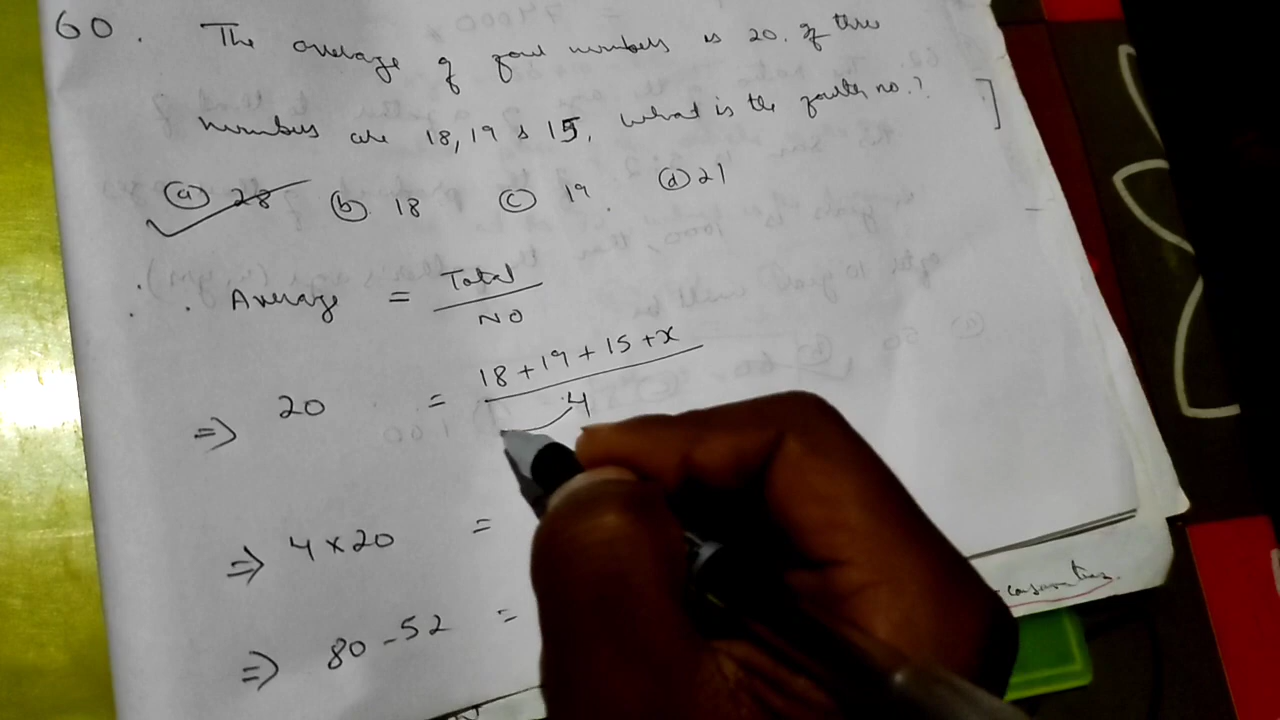 60. The average of four numbers is 20. If three
numbers are 18, 19 & 15, what is the fourth no.?
(a) 28 (b) 18 (c) 19 (d) 21
∴ Average = Total / NO
⇒ 20 = 18 + 19 + 15 + x / 4
⇒ 4 × 20 =
⇒ 80 - 52 =